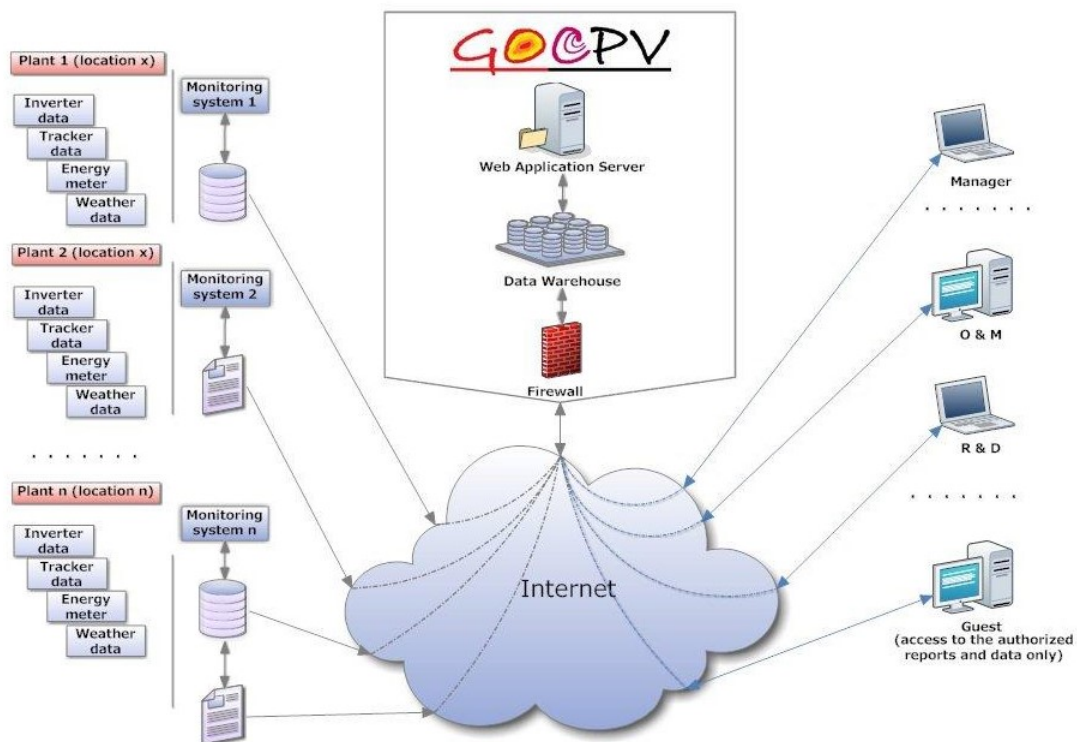 GOCPV
Web Application Server
Data Warehouse
Firewall
Plant 1 (location x)
Inverter
data
Tracker
data
Energy
meter
Weather
data
Monitoring
system 1
Plant 2 (location x)
Inverter
data
Tracker
data
Energy
meter
Weather
data
Monitoring
system 2
. . . . . . .
Plant n (location n)
Inverter
data
Tracker
data
Energy
meter
Weather
data
Monitoring
system n
Internet
Manager
. . . . . . .
O & M
R & D
. . . . . . .
Guest
(access to the authorized
reports and data only)